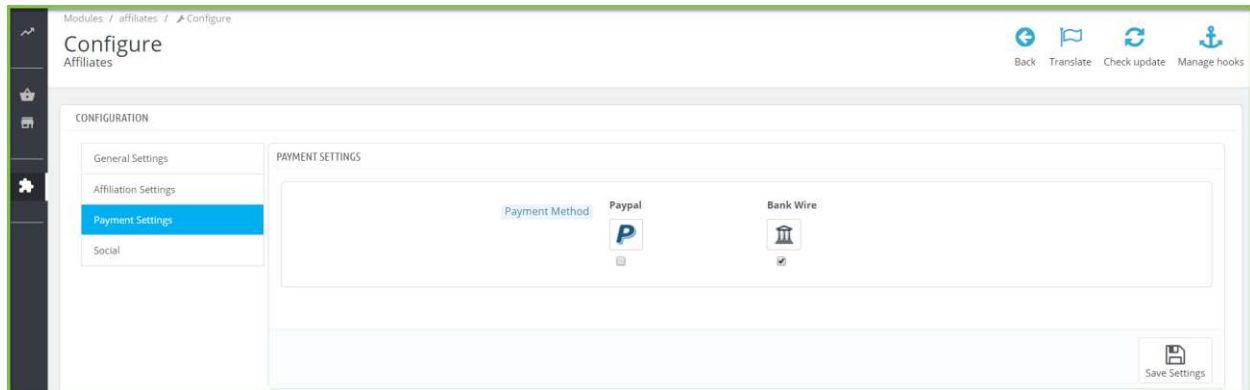 Modules / affiliates / Configure
Configure
Affiliates
Back Translate Check update Manage hooks
CONFIGURATION
General Settings
Affiliation Settings
Payment Settings
Social
PAYMENT SETTINGS
Payment Method
Paypal
Bank Wire
Save Settings